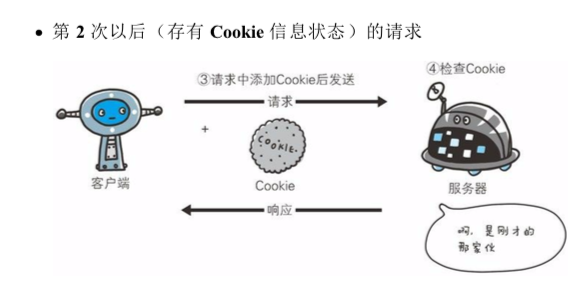 • 第 2 次以后（存有 Cookie 信息状态）的请求
③请求中添加Cookie后发送
④检查Cookie
请求
+
COOKIE.
客户端
Cookie
服务器
响应
啊，是刚才的
那家伙